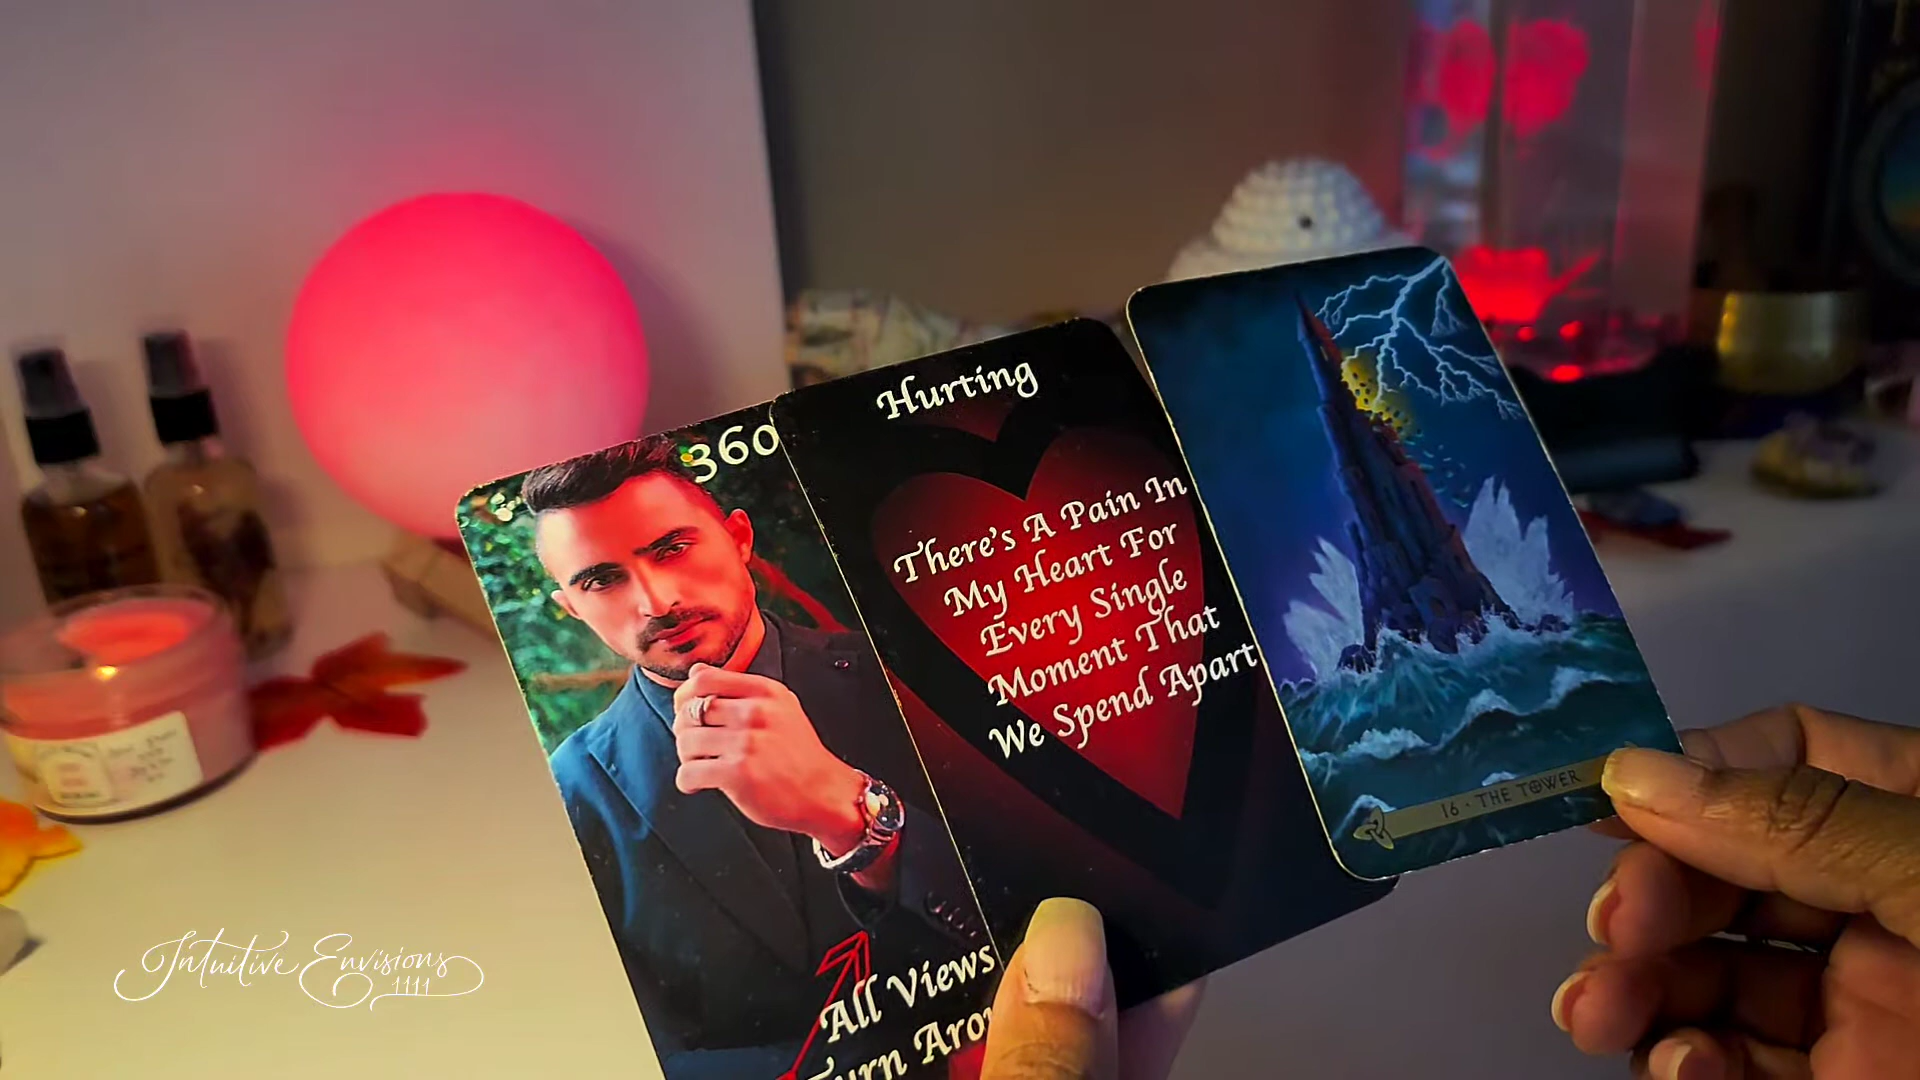 360
All Views
Turn
Hurting
There's A Pain In
My Heart For
Every Single
Moment That
We Spend Apart
16 · THE TOWER
Intuitive Envisions
1111